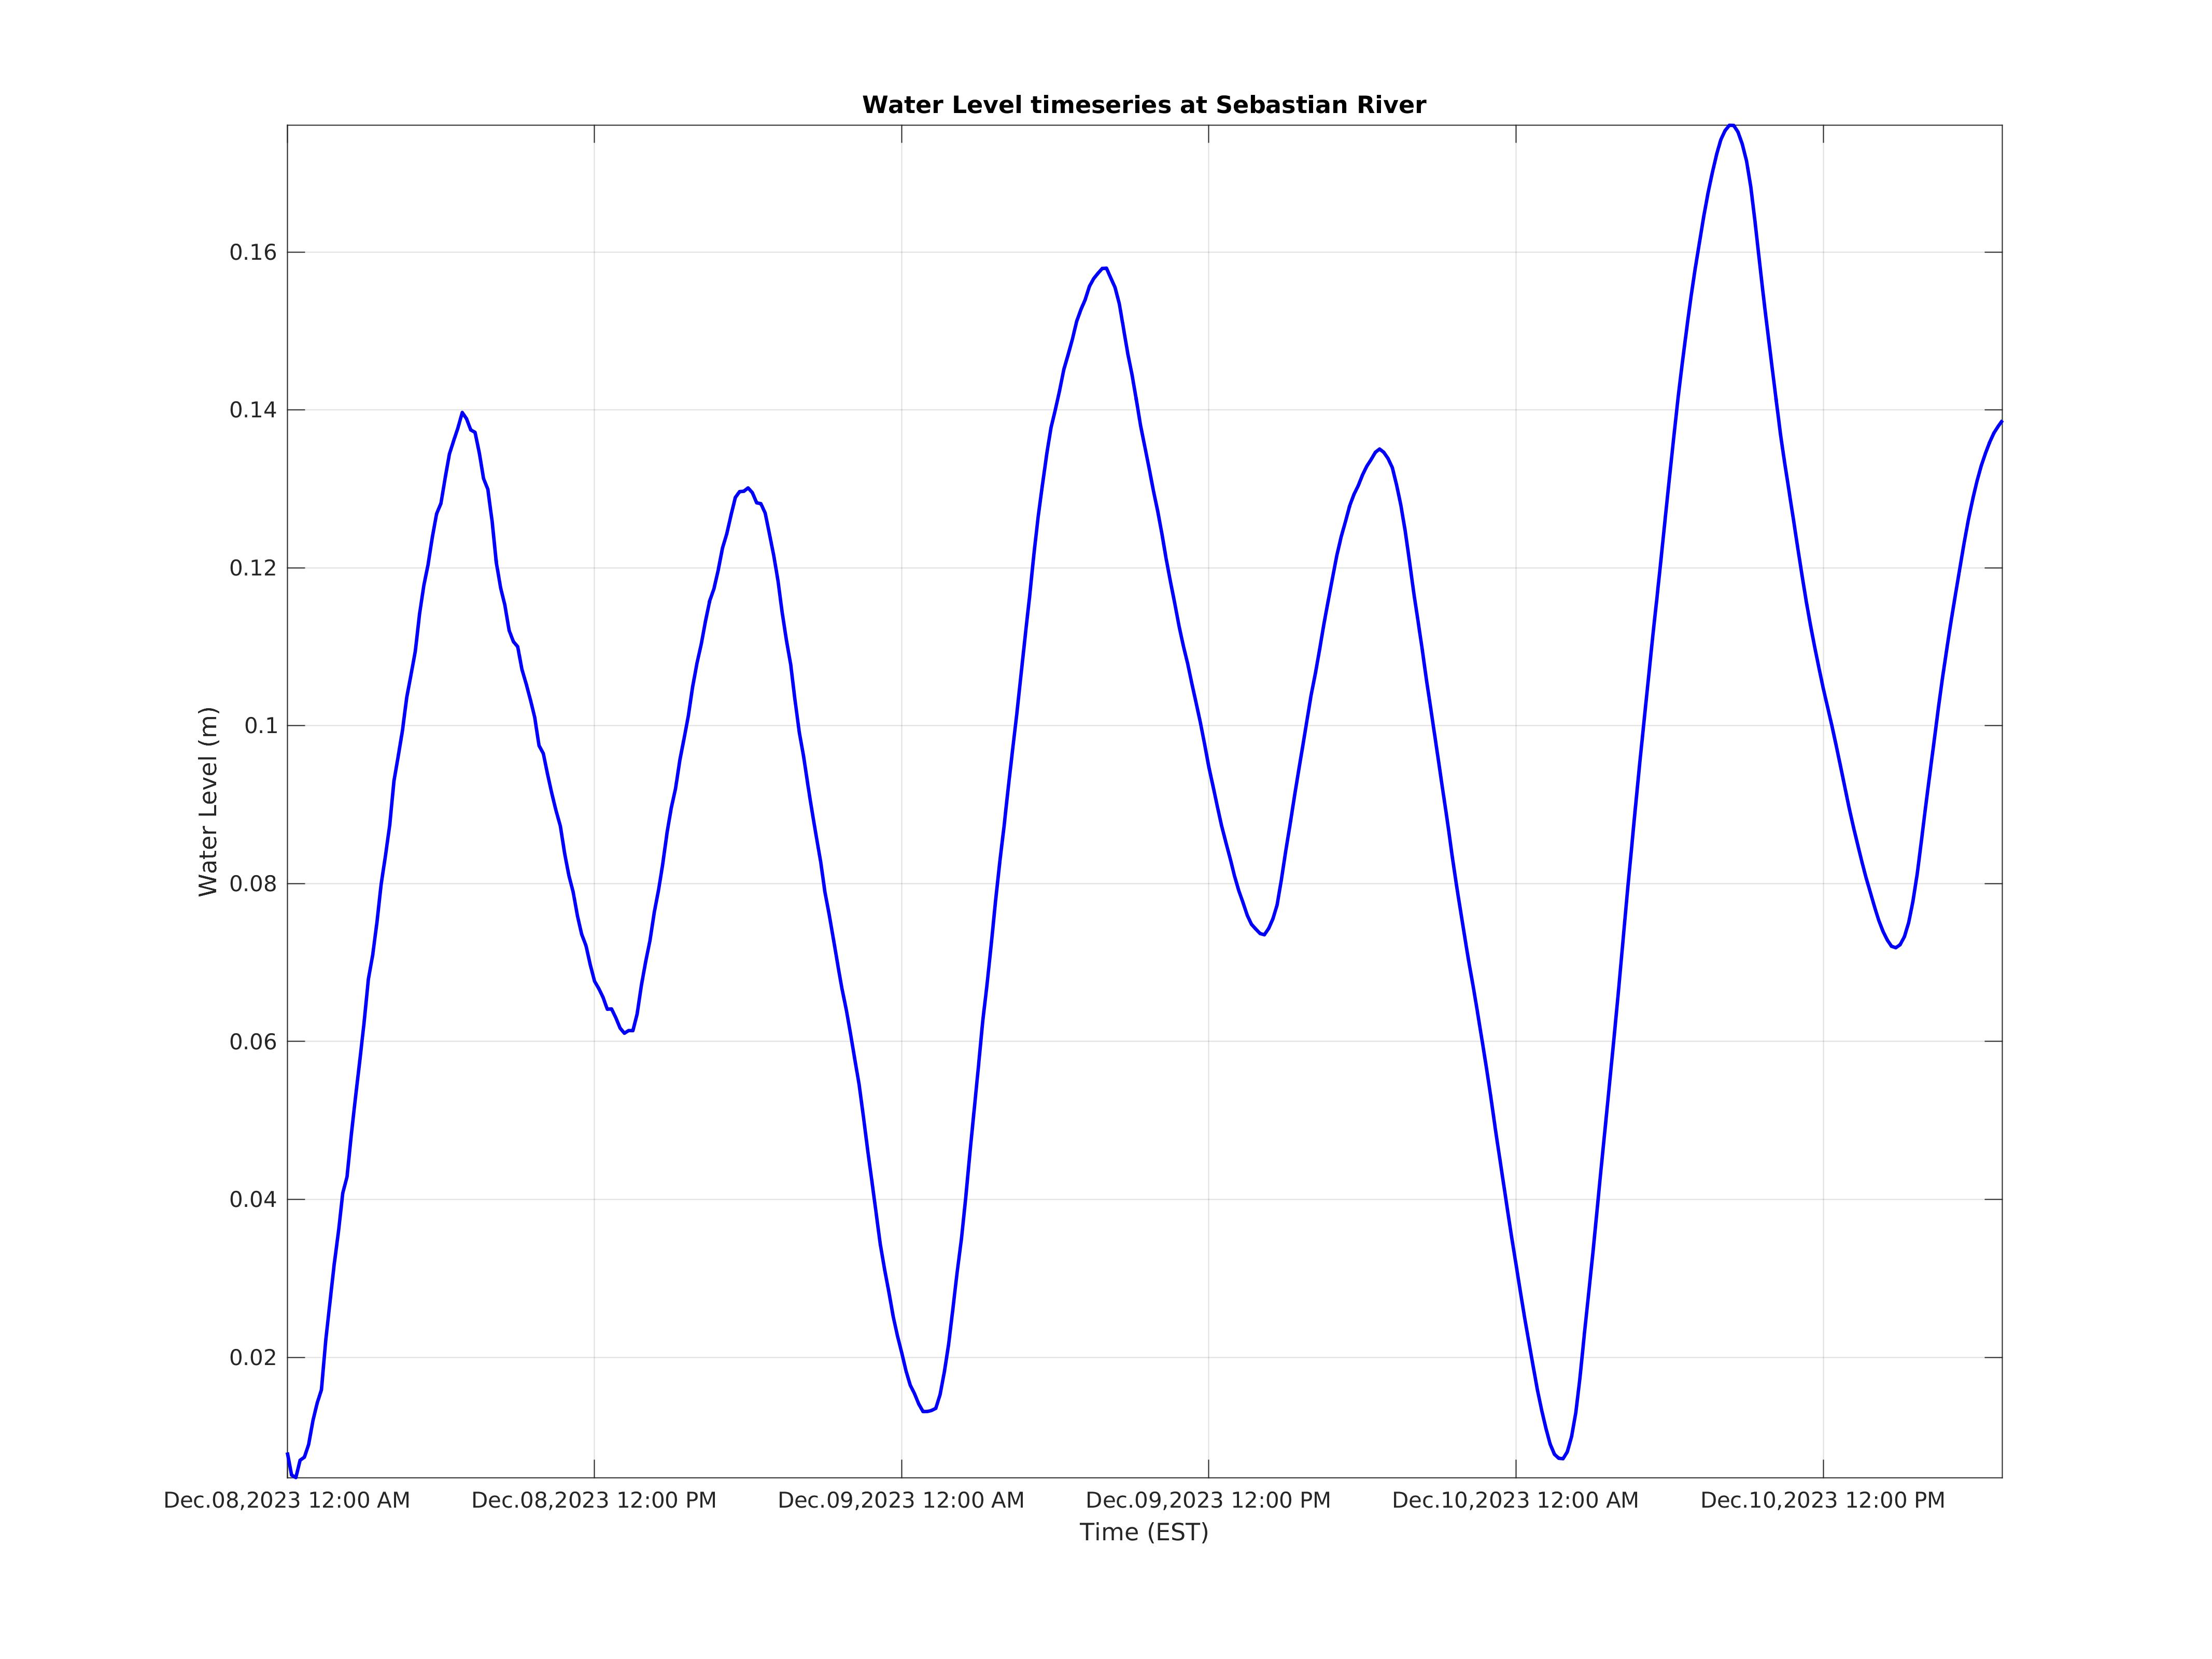 Water Level timeseries at Sebastian River
Water Level (m)
0.16
0.14
0.12
0.1
0.08
0.06
0.04
0.02
Dec.08,2023 12:00 AM Dec.08,2023 12:00 PM Dec.09,2023 12:00 AM Dec.09,2023 12:00 PM Dec.10,2023 12:00 AM Dec.10,2023 12:00 PM
Time (EST)